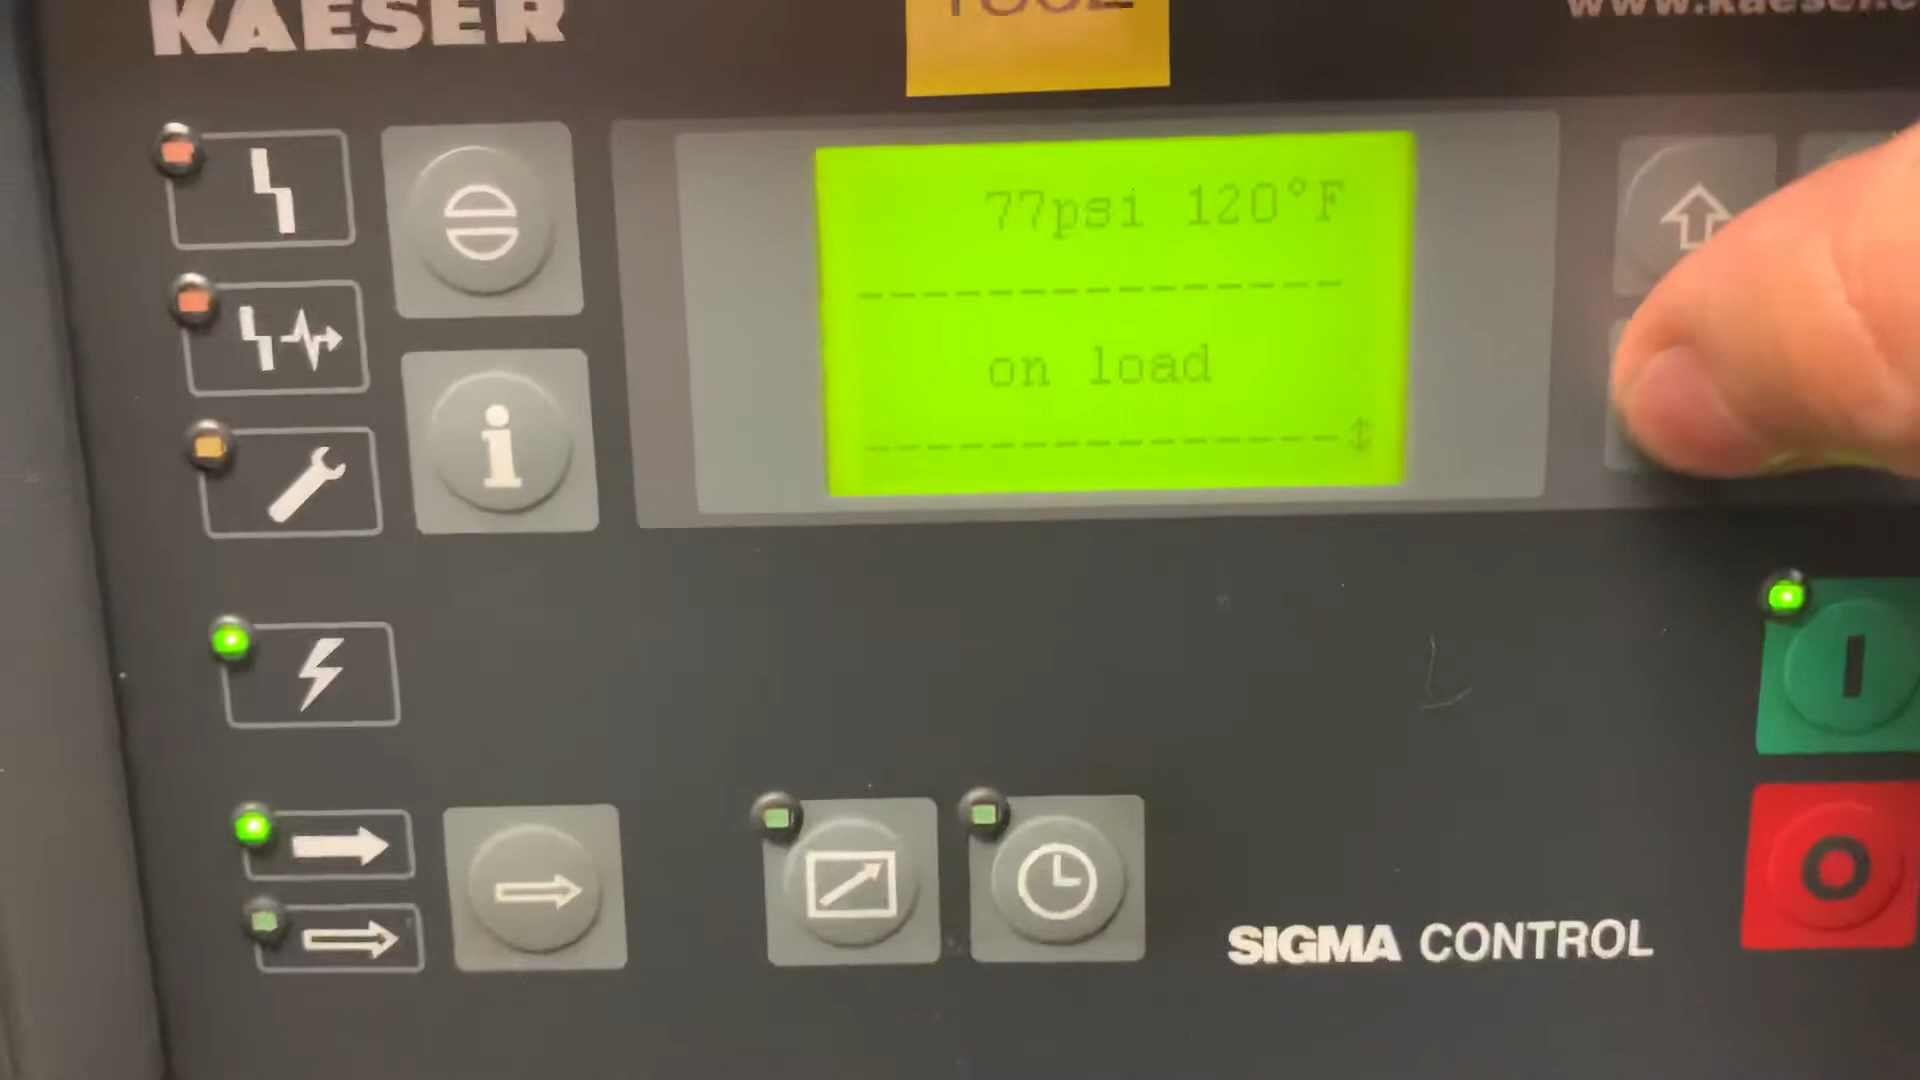 KAESER
www.kaeser.c
77psi 120°F
on load
SIGMA CONTROL